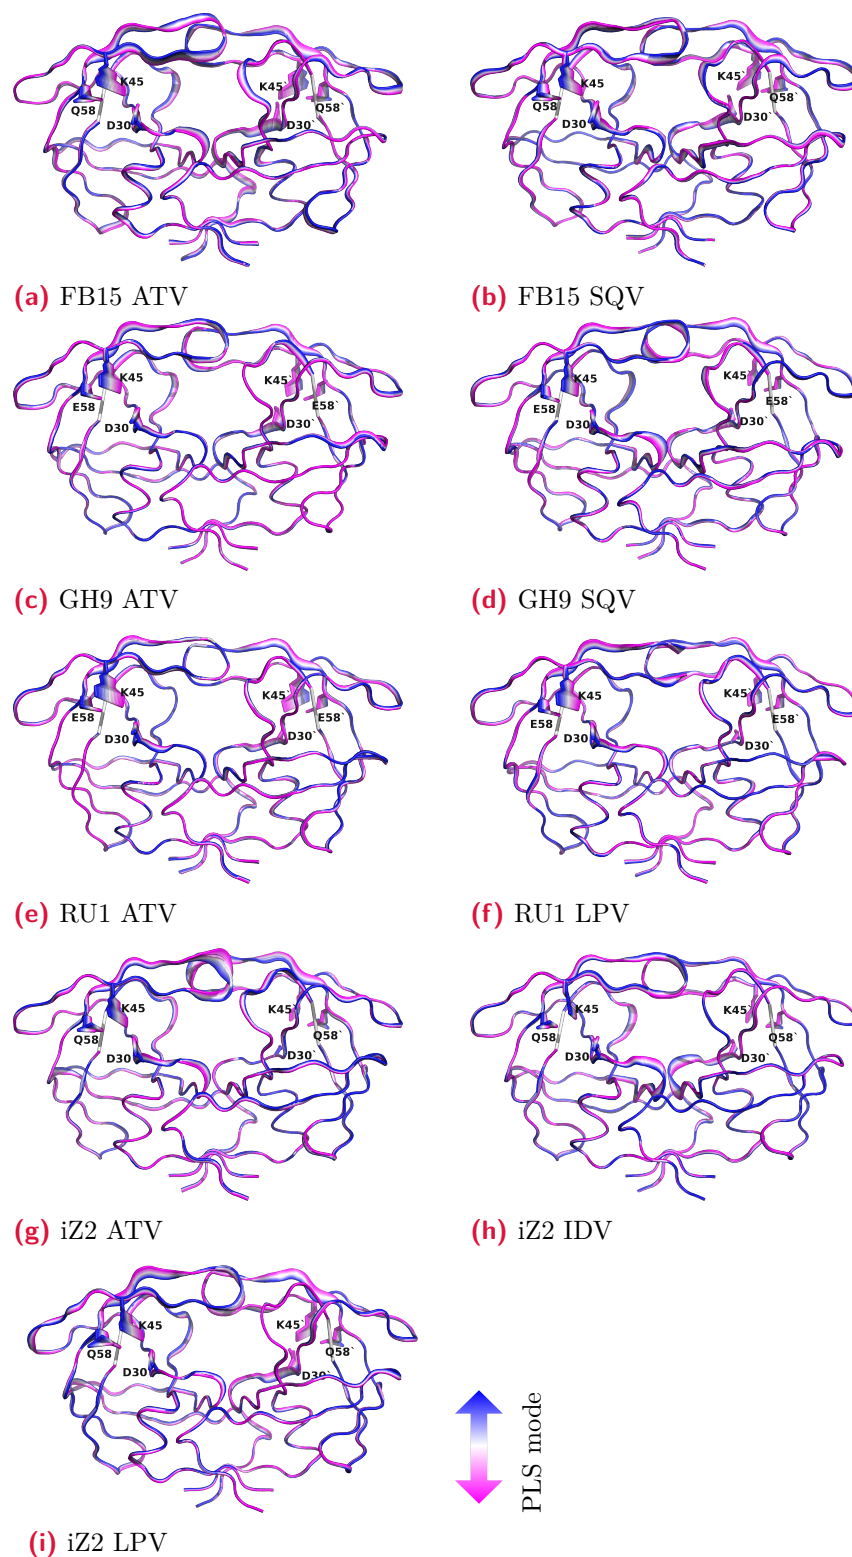 K45 K45`
Q58 Q58`
D30 D30`
K45 K45`
Q58 Q58`
D30 D30`
(a) FB15 ATV
(b) FB15 SQV
K45 K45`
E58 E58`
D30 D30`
K45 K45`
E58 E58`
D30 D30`
(c) GH9 ATV
(d) GH9 SQV
K45 K45`
E58 E58`
D30 D30`
K45 K45`
E58 E58`
D30 D30`
(e) RU1 ATV
(f) RU1 LPV
K45 K45`
Q58 Q58`
D30 D30`
K45 K45`
Q58 Q58`
D30 D30`
(g) iZ2 ATV
(h) iZ2 IDV
K45 K45`
Q58 Q58`
D30 D30`
PLS mode
(i) iZ2 LPV